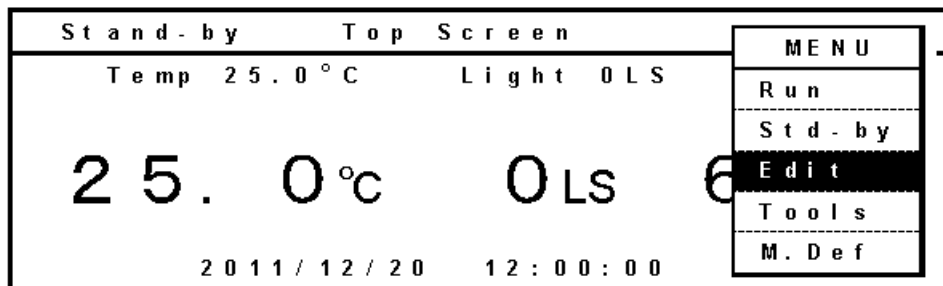 Stand-by Top Screen
Temp 25.0°C Light 0LS
25.0°C 0LS 6
2011/12/20 12:00:00
MENU
Run
Std-by
Edit
Tools
M.Def